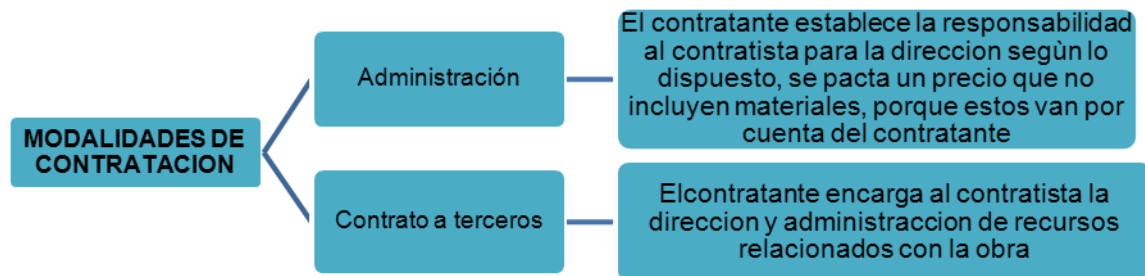 MODALIDADES DE
CONTRATACION
Administración
El contratante establece la responsabilidad
al contratista para la direccion segùn lo
dispuesto, se pacta un precio que no
incluyen materiales, porque estos van por
cuenta del contratante
Contrato a terceros
Elcontratante encarga al contratista la
direccion y administraccion de recursos
relacionados con la obra